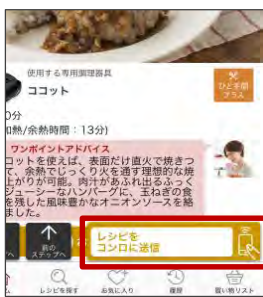 使用する専用調理器具
ココット
ひと手間
プラス
0分
加熱/余熱時間：13分)
ワンポイントアドバイス
コットを使えば、表面だけ直火で焼きつ
て、余熱でじっくり火を通す理想的な焼
上がりが可能。肉汁があふれ出るふっく
ジューシーなハンバーグに、玉ねぎの食
を残した風味豊かなオニオンソースを絡
ました。
前の
ステップへ
レシピを
コンロに送信
レシピを探す
お気に入り
履歴
買い物リスト